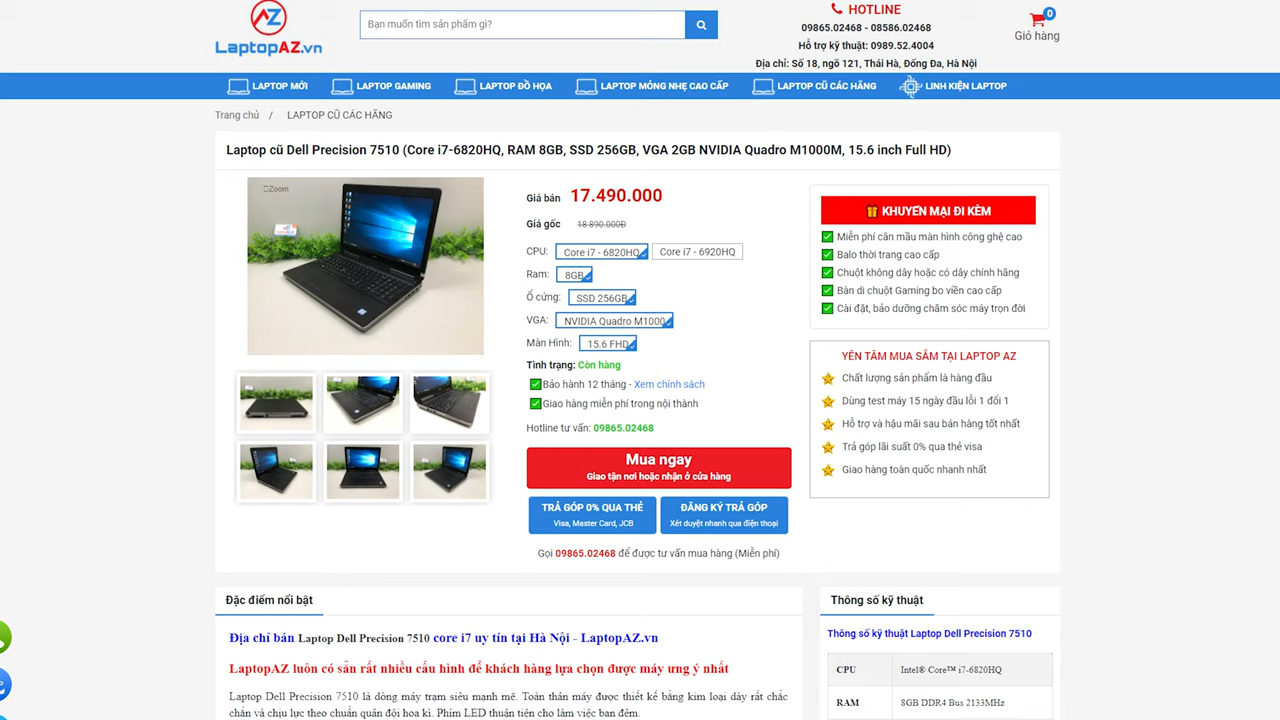 AZ
LaptopAZ.vn
Bạn muốn tìm sản phẩm gì?
HOTLINE
09865.02468 - 08586.02468
Hỗ trợ kỹ thuật: 0989.52.4004
Địa chỉ: Số 18, ngõ 121, Thái Hà, Đống Đa, Hà Nội
0
Giỏ hàng
LAPTOP MỚI
LAPTOP GAMING
LAPTOP ĐỒ HỌA
LAPTOP MỎNG NHẸ CAO CẤP
LAPTOP CŨ CÁC HÃNG
LINH KIỆN LAPTOP
Trang chủ / LAPTOP CŨ CÁC HÃNG
Laptop cũ Dell Precision 7510 (Core i7-6820HQ, RAM 8GB, SSD 256GB, VGA 2GB NVIDIA Quadro M1000M, 15.6 inch Full HD)
Zoom
Giá bán 17.490.000
Giá gốc 18.890.000Đ
CPU: Core i7 - 6820HQ Core i7 - 6920HQ
Ram: 8GB
Ổ cứng: SSD 256GB
VGA: NVIDIA Quadro M1000
Màn Hình: 15.6 FHD
Tình trạng: Còn hàng
Bảo hành 12 tháng - Xem chính sách
Giao hàng miễn phí trong nội thành
Hotline tư vấn: 09865.02468
Mua ngay
Giao tận nơi hoặc nhận ở cửa hàng
TRẢ GÓP 0% QUA THẺ
Visa, Master Card, JCB
ĐĂNG KÝ TRẢ GÓP
Xét duyệt nhanh qua điện thoại
Gọi 09865.02468 để được tư vấn mua hàng (Miễn phí)
KHUYẾN MẠI ĐI KÈM
Miễn phí cân mầu màn hình công ghệ cao
Balo thời trang cao cấp
Chuột không dây hoặc có dây chính hãng
Bàn di chuột Gaming bo viền cao cấp
Cài đặt, bảo dưỡng chăm sóc máy trọn đời
YÊN TÂM MUA SẮM TẠI LAPTOP AZ
Chất lượng sản phẩm là hàng đầu
Dùng test máy 15 ngày đầu lỗi 1 đổi 1
Hỗ trợ và hậu mãi sau bán hàng tốt nhất
Trả góp lãi suất 0% qua thẻ visa
Giao hàng toàn quốc nhanh nhất
Đặc điểm nổi bật
Địa chỉ bán Laptop Dell Precision 7510 core i7 uy tín tại Hà Nội - LaptopAZ.vn
LaptopAZ luôn có sẵn rất nhiều cấu hình để khách hàng lựa chọn được máy ưng ý nhất
Laptop Dell Precision 7510 là dòng máy trạm siêu mạnh mẽ. Toàn thân máy được thiết kế bằng kim loại dày rất chắc
chắn và chịu lực theo chuẩn quân đội hoa kì. Phím LED thuận tiện cho làm việc ban đêm.
Thông số kỹ thuật
Thông số kỹ thuật Laptop Dell Precision 7510
CPU Intel® Core™ i7-6820HQ
RAM 8GB DDR4 Bus 2133MHz